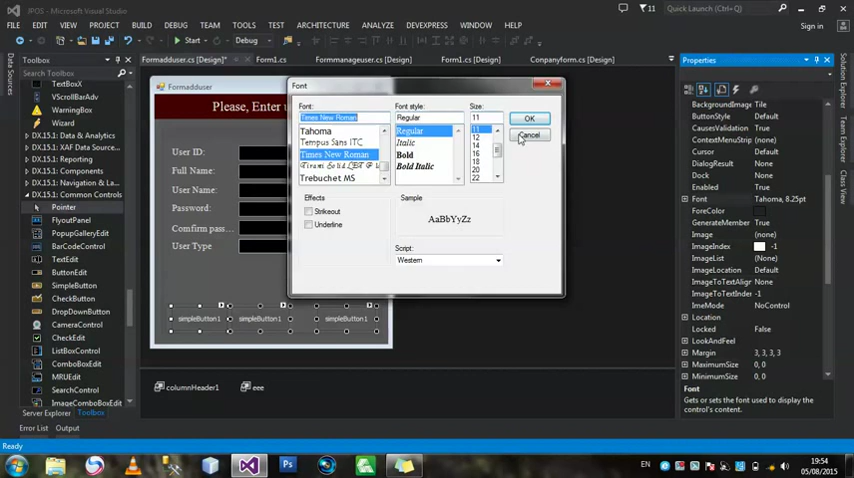 JPOS - Microsoft Visual Studio
11
Quick Launch (Ctrl+Q)
FILE EDIT VIEW PROJECT BUILD DEBUG TEAM TOOLS TEST ARCHITECTURE ANALYZE DEVEXPRESS WINDOW HELP
Sign in
Start Debug
Toolbox
Search Toolbox
TextBoxX
VScrollBarAdv
WarningBox
Wizard
DX.15.1: Navigation & La
DX.15.1: XAF Data Source
DX.15.1: Reporting
DX.15.1: Components
DX.15.1: Navigation & La
DX.15.1: Common Controls
Pointer
FlyoutPanel
PopupGalleryEdit
BarCodeControl
TextEdit
ButtonEdit
SimpleButton
CheckButton
DropDownButton
CameraControl
CheckEdit
ListBoxControl
ComboBoxEdit
MRUEdit
SearchControl
ImageComboBoxEdit
Server Explorer Toolbox
Data Sources
Formadduser.cs [Design]* Form1.cs Formmanageuser.cs [Design] Form1.cs [Design] Conpanyform.cs [Design]
Formadduser
Please, Enter u
User ID:
Full Name:
User Name:
Password:
Comfirm pass...
User Type
simpleButton1 simpleButton1 simpleButton1
columnHeader1 eee
Font
Font:
Times New Roman
Tahoma
Tempus Sans ITC
Times New Roman
Trebuchet MS
Font style:
Regular
Regular
Italic
Bold
Bold Italic
Size:
11
11
12
14
16
18
20
22
OK
Cancel
Effects
Strikeout
Underline
Sample
AaBbYyZz
Script:
Western
Properties
BackgroundImage Tile
ButtonStyle Default
CausesValidation True
ContextMenuStrip (none)
Cursor Default
DialogResult None
Dock None
Enabled True
Font Tahoma, 8.25pt
ForeColor
GenerateMember True
Image (none)
ImageIndex -1
ImageList (none)
ImageLocation Default
ImageToTextAlign None
ImageToTextInden -1
ImeMode NoControl
Location
Locked False
LookAndFeel
Margin 3, 3, 3, 3
MaximumSize 0, 0
MinimumSize 0, 0
Font
Gets or sets the font used to display the control's content.
Solution Explorer
Team Explorer
Class View
Error List Output
Ready
EN
19:54
05/08/2015